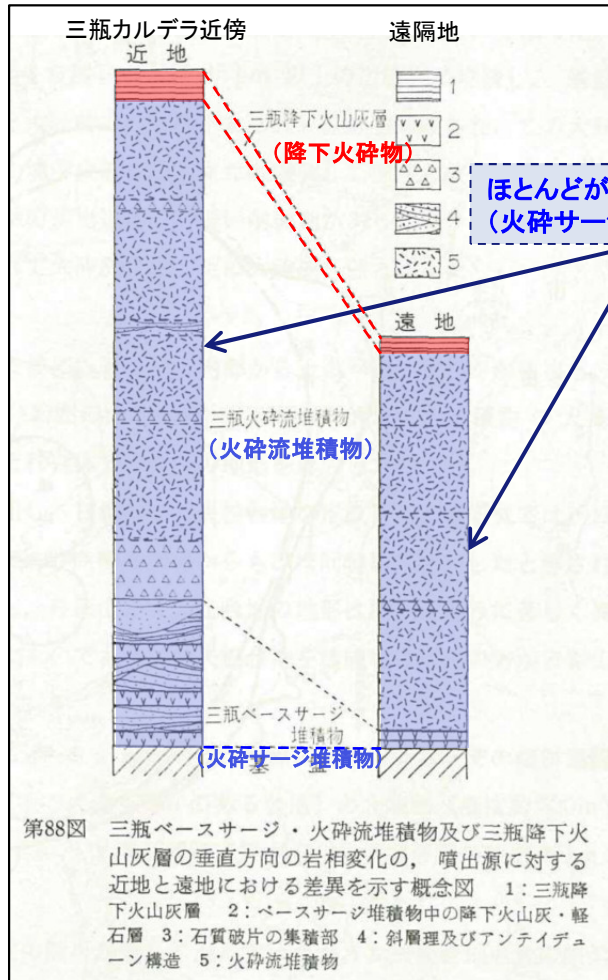 三瓶カルデラ近傍
遠隔地
近地
三瓶降下火山灰層
(降下火砕物)
1
2
3
4
5
ほとんどが
遠地
三瓶火砕流堆積物
(火砕流堆積物)
三瓶ベースサージ
堆積物
(火砕サージ堆積物)
基盤
第88図 三瓶ベースサージ・火砕流堆積物及び三瓶降下火
山灰層の垂直方向の岩相変化の,噴出源に対する
近地と遠地における差異を示す概念図 1:三瓶降
下火山灰層 2:ベースサージ堆積物中の降下火山灰・軽
石層 3:石質破片の集積部 4:斜層理及びアンテイデュ
ーン構造 5:火砕流堆積物